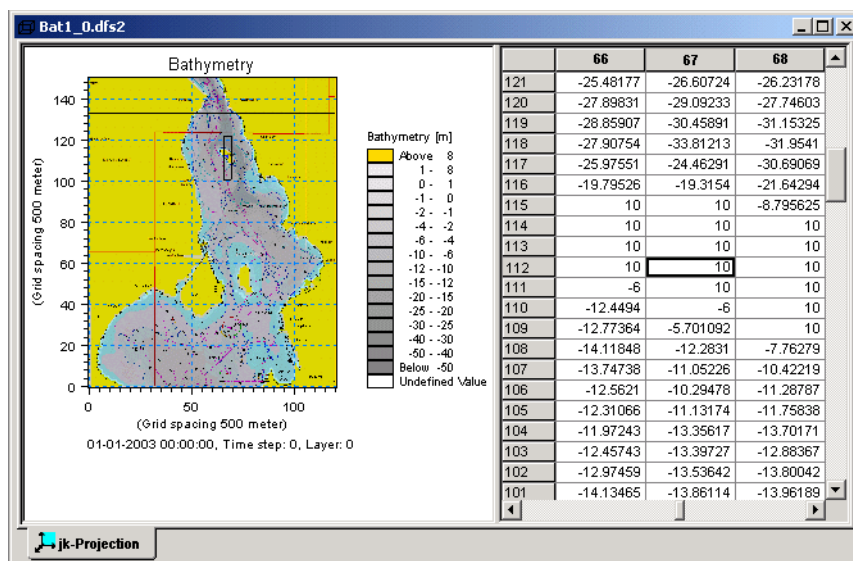 Bat1_0.dfs2
Bathymetry
140
120
100
80
60
40
20
0
(Grid spacing 500 meter)
0 50 100
(Grid spacing 500 meter)
01-01-2003 00:00:00, Time step: 0, Layer: 0
Bathymetry [m]
Above 8
1 - 8
0 - 1
-1 - 0
-2 - -1
-4 - -2
-6 - -4
-10 - -6
-12 - -10
-15 - -12
-20 - -15
-25 - -20
-30 - -25
-40 - -30
-50 - -40
Below -50
Undefined Value
66 67 68
121 -25.48177 -26.60724 -26.23178
120 -27.89831 -29.09233 -27.74603
119 -28.85907 -30.45891 -31.15325
118 -27.90754 -33.81213 -31.9541
117 -25.97551 -24.46291 -30.69069
116 -19.79526 -19.3154 -21.64294
115 10 10 -8.795625
114 10 10 10
113 10 10 10
112 10 10 10
111 -6 10 10
110 -12.4494 -6 10
109 -12.77364 -5.701092 10
108 -14.11848 -12.2831 -7.76279
107 -13.74738 -11.05226 -10.42219
106 -12.5621 -10.29478 -11.28787
105 -12.31066 -11.13174 -11.75838
104 -11.97243 -13.35617 -13.70171
103 -12.45743 -13.39727 -12.88367
102 -12.97459 -13.53642 -13.80042
101 -14.13465 -13.86114 -13.96189
jk-Projection